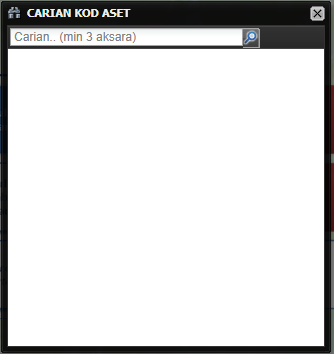 CARIAN KOD ASET
Carian.. (min 3 aksara)